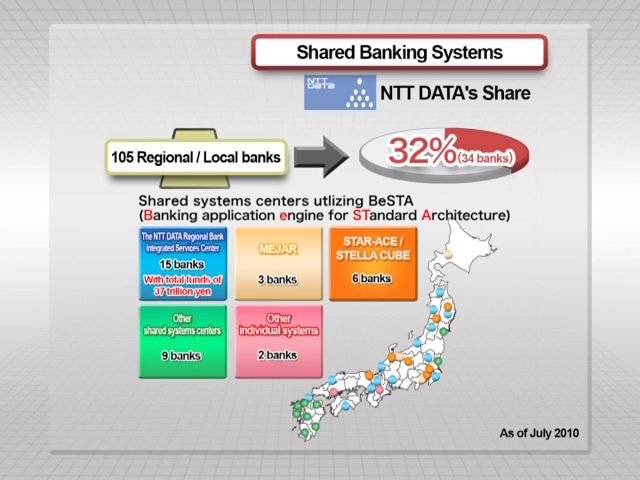 Shared Banking Systems
NTT
Data
NTT DATA's Share
105 Regional / Local banks
32% (34 banks)
Shared systems centers utlizing BeSTA
(Banking application engine for STandard Architecture)
The NTT DATA Regional Bank
Integrated Services Center
15 banks
With total funds of
37 trillion yen
MEJAR
3 banks
STAR-ACE /
STELLA CUBE
6 banks
Other
shared systems centers
9 banks
Other
individual systems
2 banks
As of July 2010